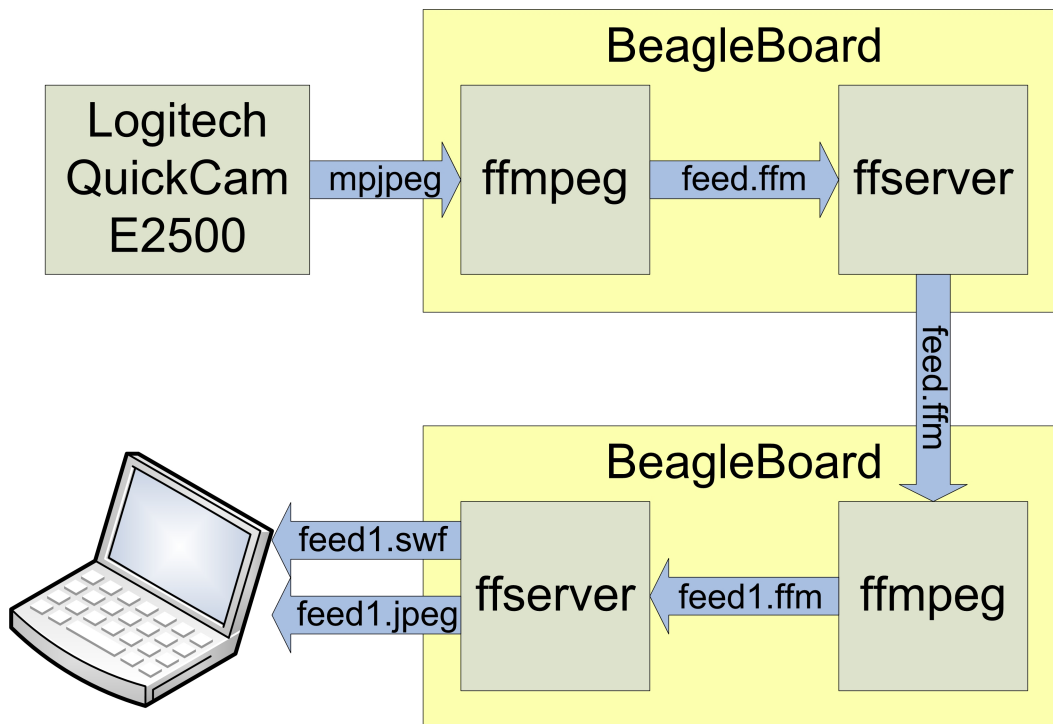 BeagleBoard
Logitech
QuickCam
E2500
mpjpeg
ffmpeg
feed.ffm
ffserver
feed.ffm
BeagleBoard
feed1.swf
feed1.jpeg
ffserver
feed1.ffm
ffmpeg